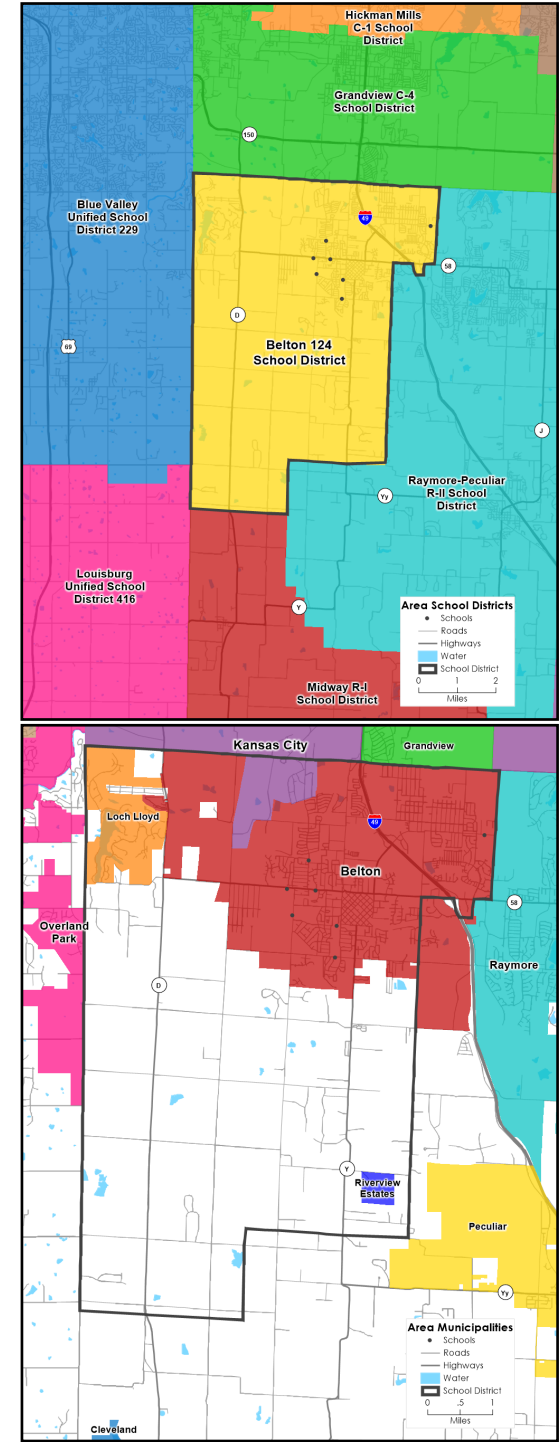 Hickman Mills
C-1 School
District
Grandview C-4
School District
150
Blue Valley
Unified School
District 229
49
58
D
69
Belton 124
School District
J
Raymore-Peculiar
R-II School
District
Yy
Louisburg
Unified School
District 416
Y
Midway R-I
School District
Area School Districts
Schools
Roads
Highways
Water
School District
0 1 2
Miles
Kansas City
Grandview
Loch Lloyd
49
Belton
58
Overland
Park
Raymore
D
Y
Riverview
Estates
Peculiar
Yy
Area Municipalities
Schools
Roads
Highways
Water
School District
0 .5 1
Miles
Cleveland